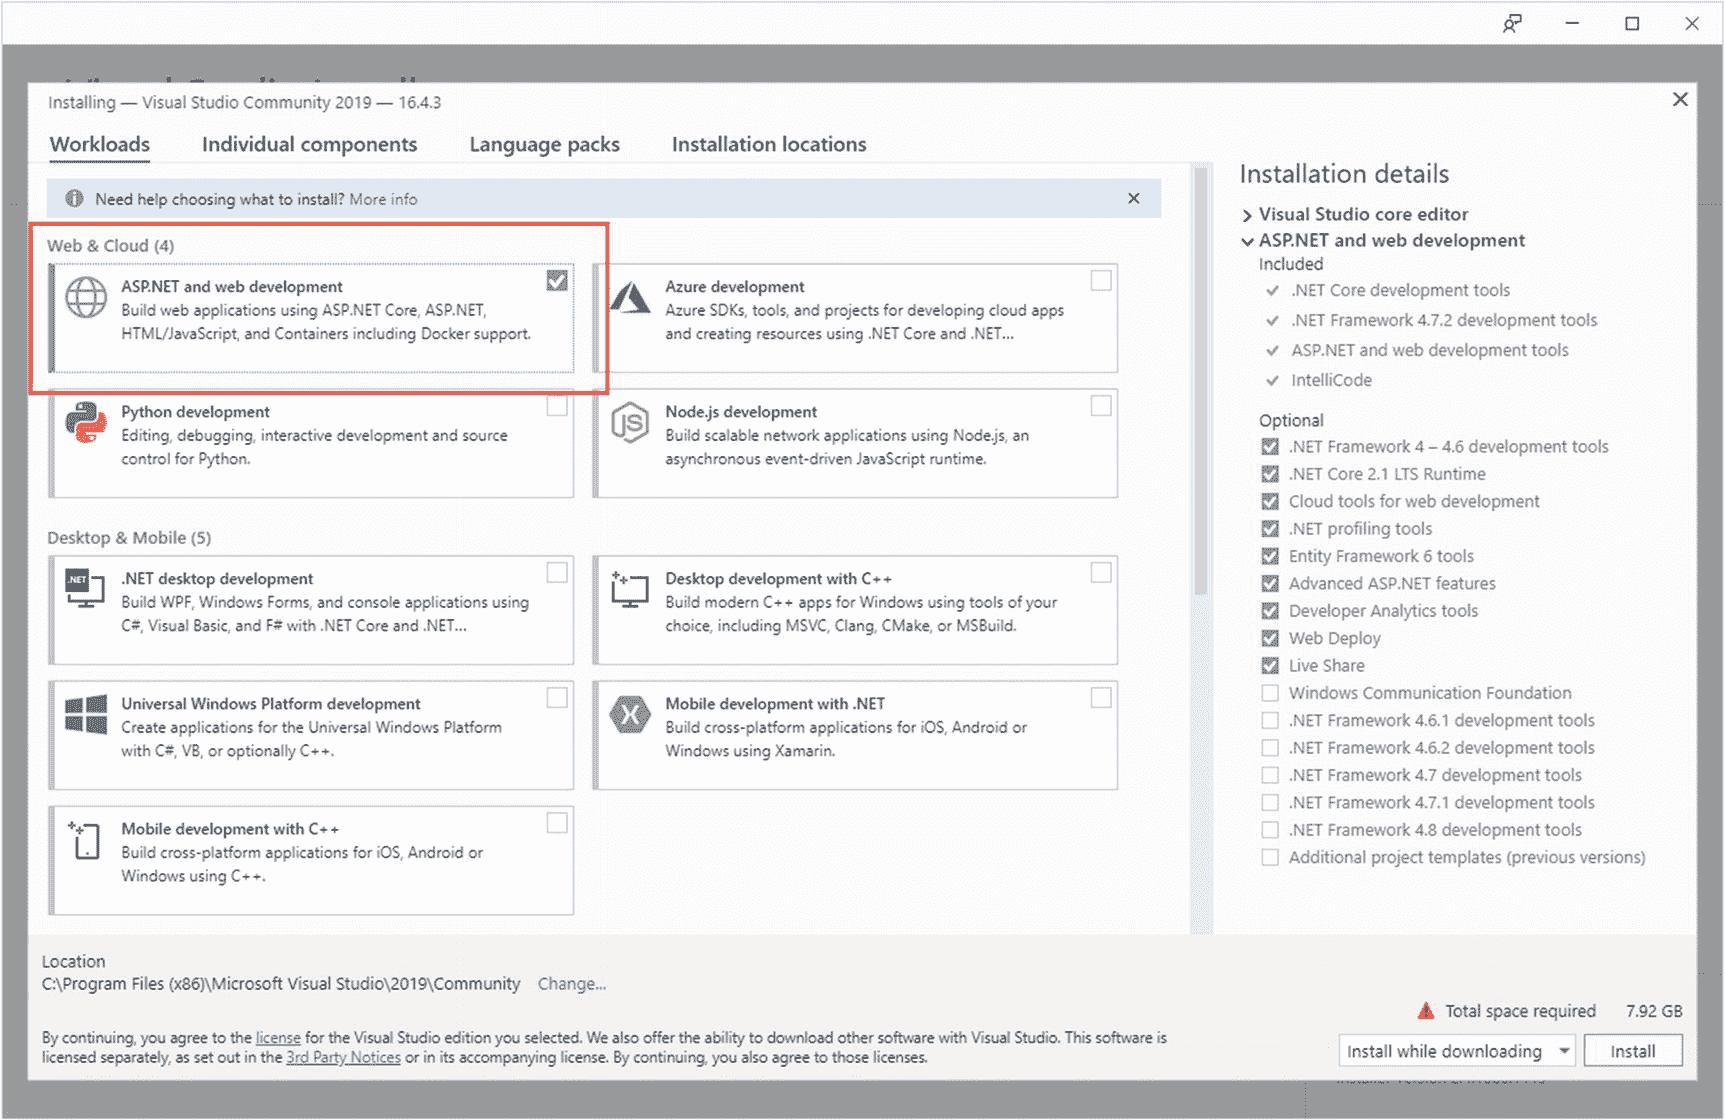 Installing — Visual Studio Community 2019 — 16.4.3
Workloads
Individual components
Language packs
Installation locations
Need help choosing what to install? More info
Web & Cloud (4)
ASP.NET and web development
Build web applications using ASP.NET Core, ASP.NET,
HTML/JavaScript, and Containers including Docker support.
Azure development
Azure SDKs, tools, and projects for developing cloud apps
and creating resources using .NET Core and .NET...
Python development
Editing, debugging, interactive development and source
control for Python.
JS
Node.js development
Build scalable network applications using Node.js, an
asynchronous event-driven JavaScript runtime.
Desktop & Mobile (5)
.NET
.NET desktop development
Build WPF, Windows Forms, and console applications using
C#, Visual Basic, and F# with .NET Core and .NET...
Desktop development with C++
Build modern C++ apps for Windows using tools of your
choice, including MSVC, Clang, CMake, or MSBuild.
Universal Windows Platform development
Create applications for the Universal Windows Platform
with C#, VB, or optionally C++.
Mobile development with .NET
Build cross-platform applications for iOS, Android or
Windows using Xamarin.
Mobile development with C++
Build cross-platform applications for iOS, Android or
Windows using C++.
Installation details
Visual Studio core editor
ASP.NET and web development
Included
.NET Core development tools
.NET Framework 4.7.2 development tools
ASP.NET and web development tools
IntelliCode
Optional
.NET Framework 4 – 4.6 development tools
.NET Core 2.1 LTS Runtime
Cloud tools for web development
.NET profiling tools
Entity Framework 6 tools
Advanced ASP.NET features
Developer Analytics tools
Web Deploy
Live Share
Windows Communication Foundation
.NET Framework 4.6.1 development tools
.NET Framework 4.6.2 development tools
.NET Framework 4.7 development tools
.NET Framework 4.7.1 development tools
.NET Framework 4.8 development tools
Additional project templates (previous versions)
Location
C:\Program Files (x86)\Microsoft Visual Studio\2019\Community Change...
Total space required 7.92 GB
By continuing, you agree to the license for the Visual Studio edition you selected. We also offer the ability to download other software with Visual Studio. This software is
licensed separately, as set out in the 3rd Party Notices or in its accompanying license. By continuing, you also agree to those licenses.
Install while downloading
Install